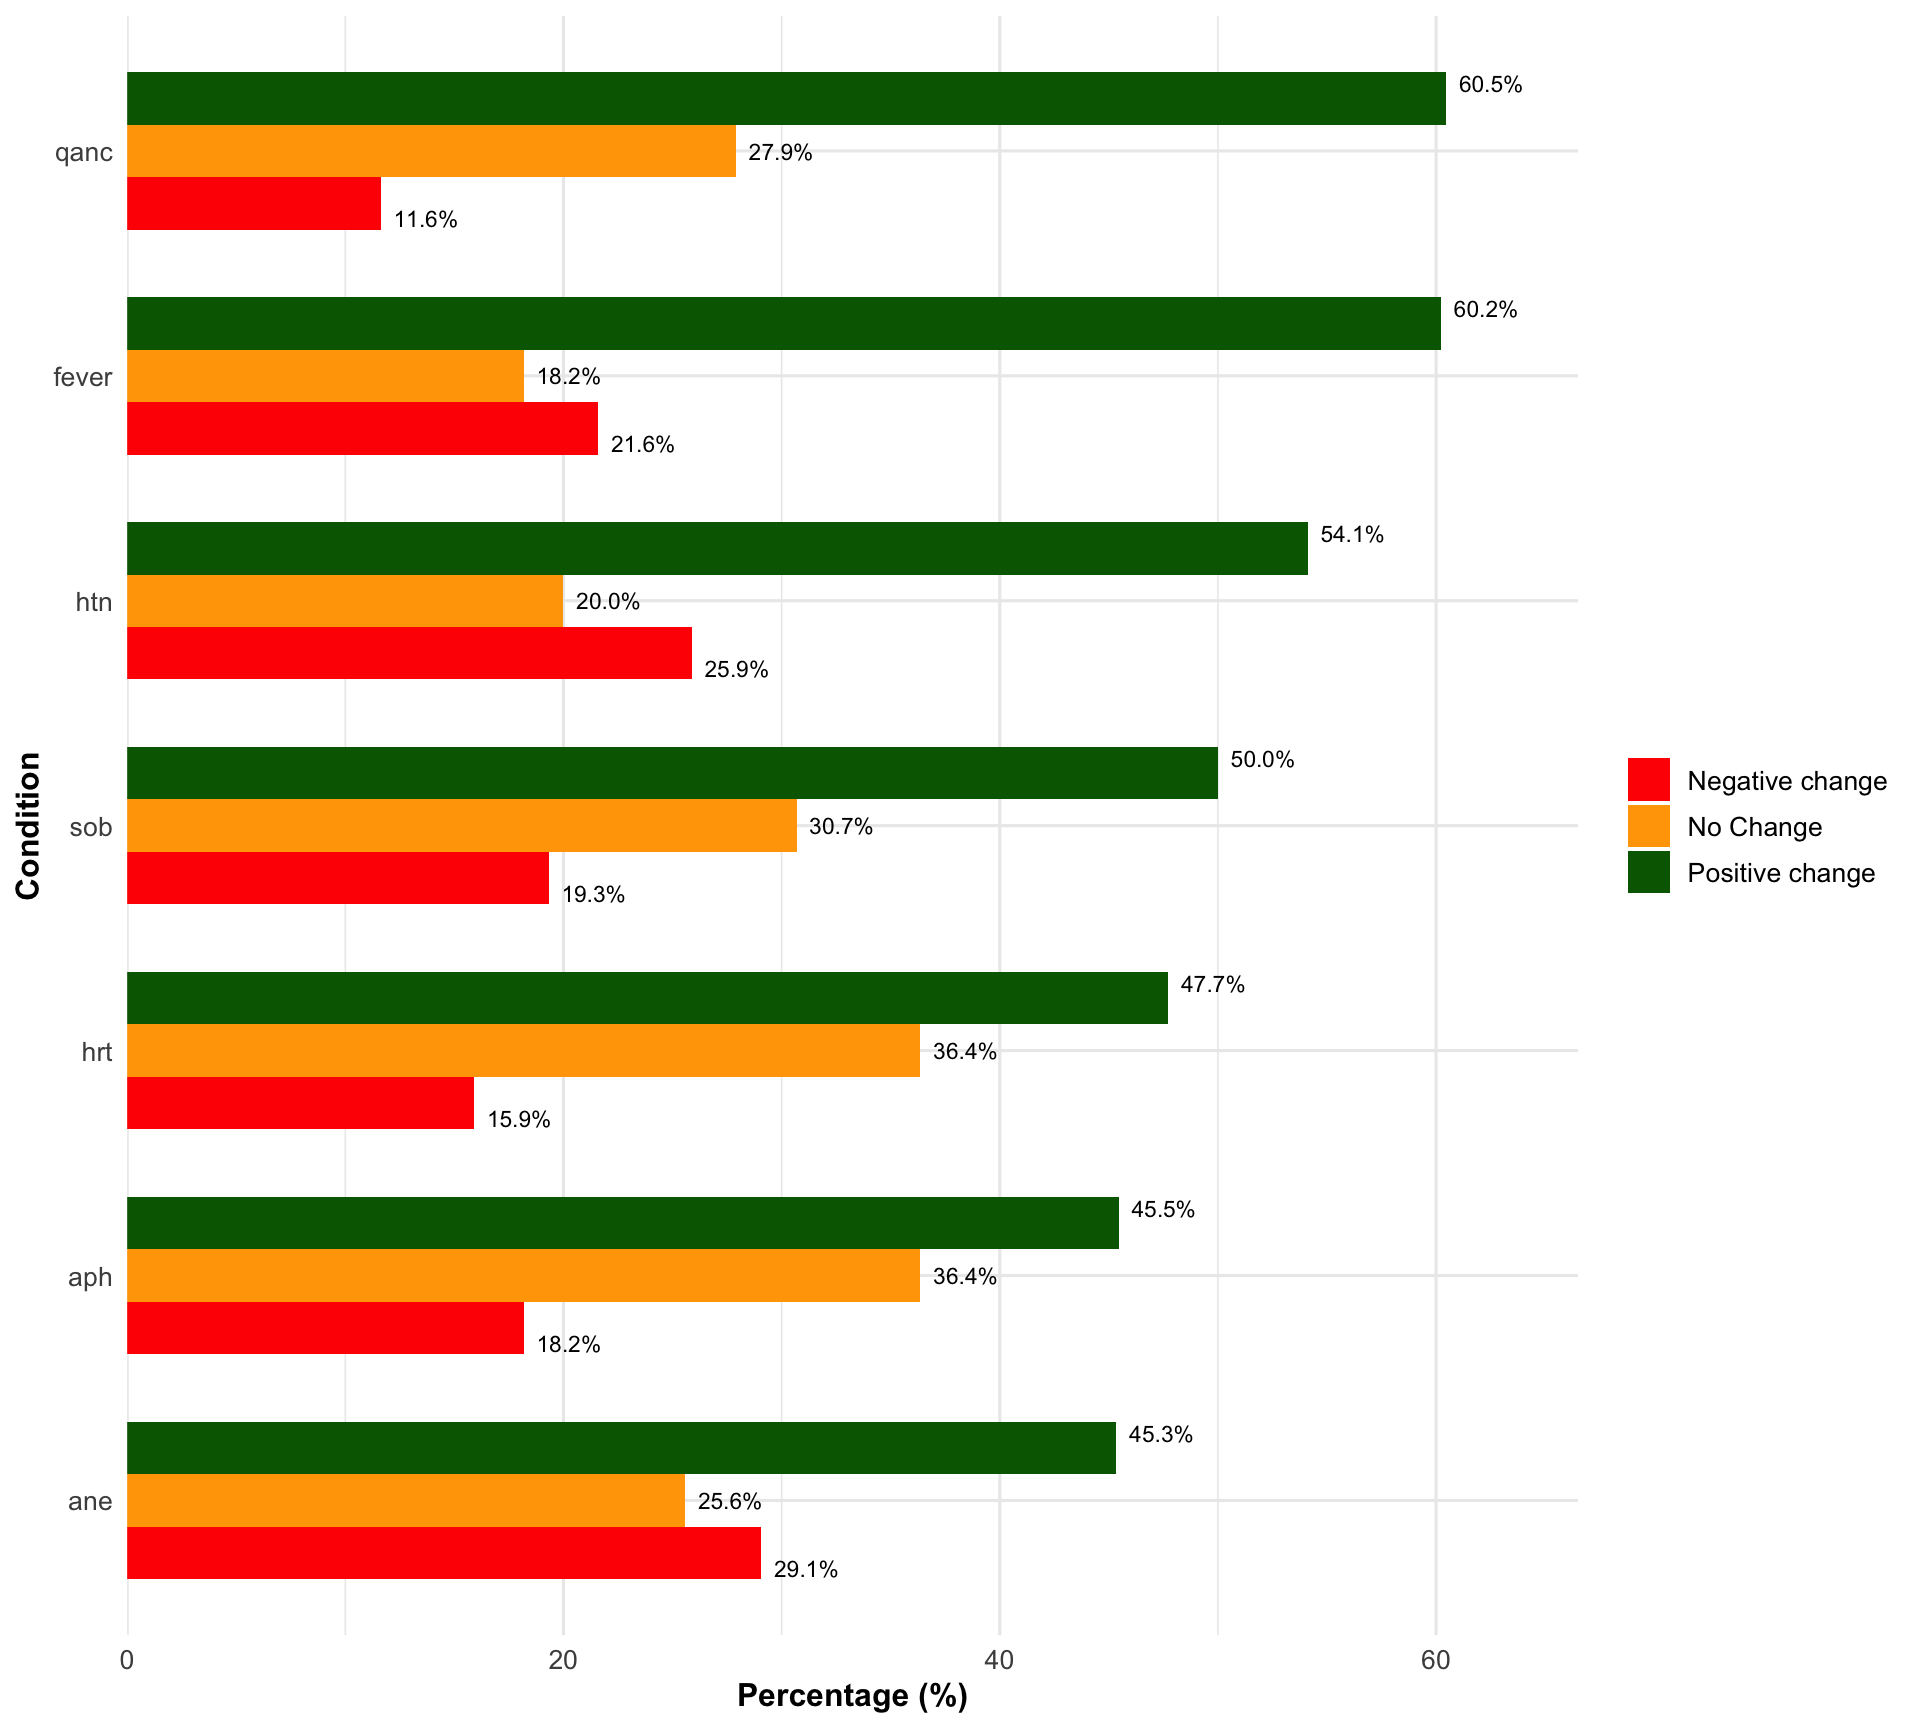 60.5%
qanc
27.9%
11.6%
60.2%
fever
18.2%
21.6%
54.1%
htn
20.0%
25.9%
50.0%
sob
30.7%
19.3%
47.7%
hrt
36.4%
15.9%
45.5%
aph
36.4%
18.2%
45.3%
ane
25.6%
29.1%
Condition
0 20 40 60
Percentage (%)
Negative change
No Change
Positive change